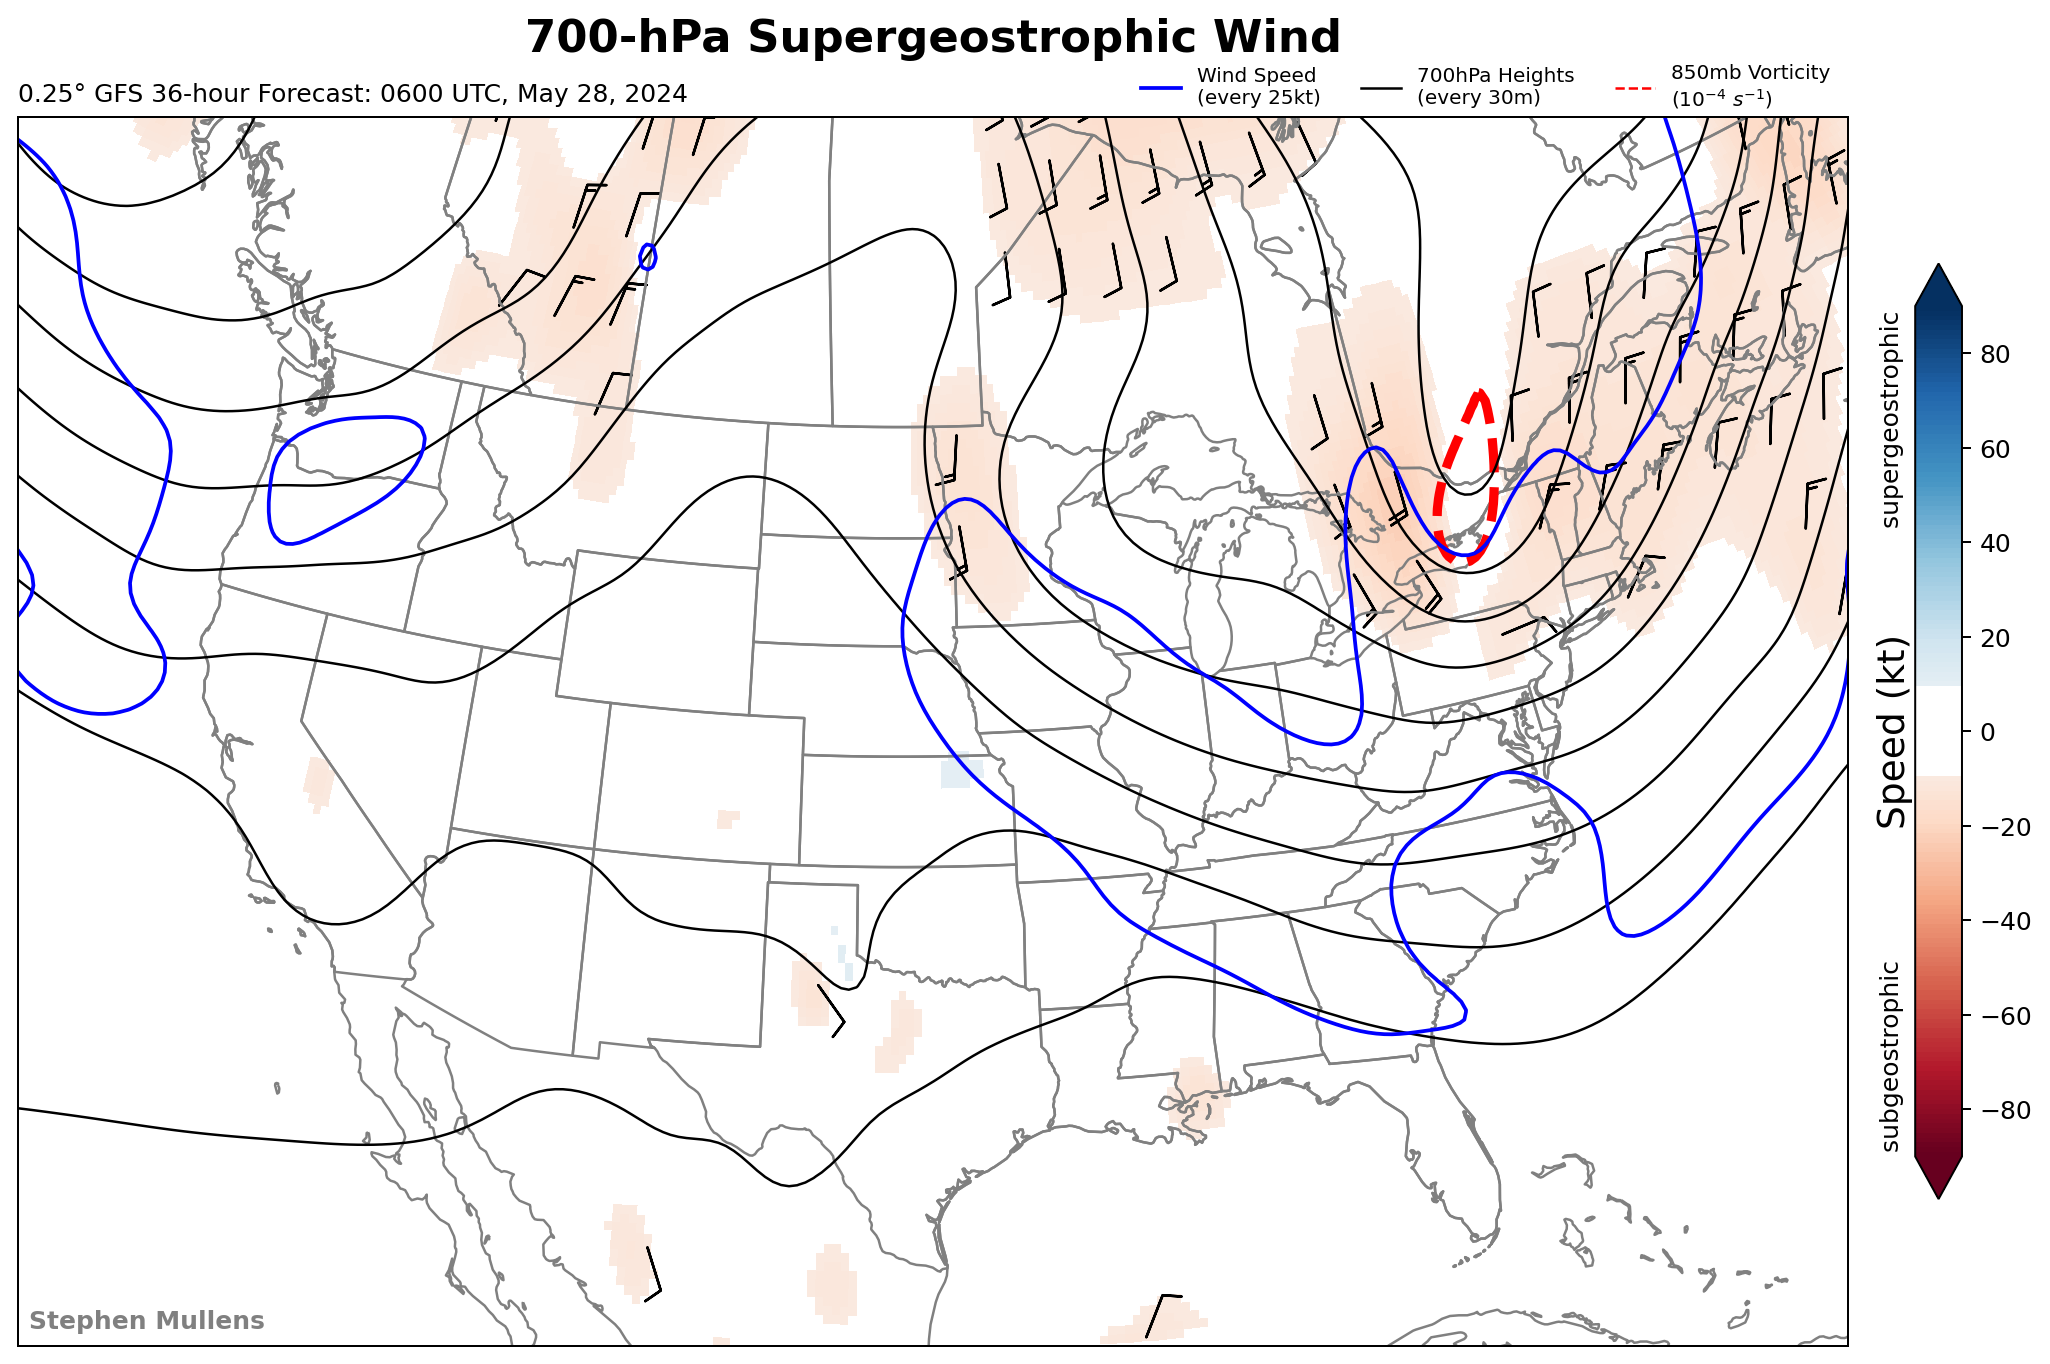 700-hPa Supergeostrophic Wind
0.25° GFS 36-hour Forecast: 0600 UTC, May 28, 2024
Wind Speed
(every 25kt)
700hPa Heights
(every 30m)
850mb Vorticity
(10⁻⁴ s⁻¹)
supergeostrophic
Speed (kt)
subgeostrophic
80
60
40
20
0
−20
−40
−60
−80
Stephen Mullens